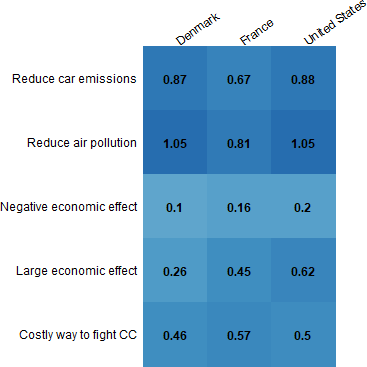 Denmark France United States
Reduce car emissions 0.87 0.67 0.88
Reduce air pollution 1.05 0.81 1.05
Negative economic effect 0.1 0.16 0.2
Large economic effect 0.26 0.45 0.62
Costly way to fight CC 0.46 0.57 0.5